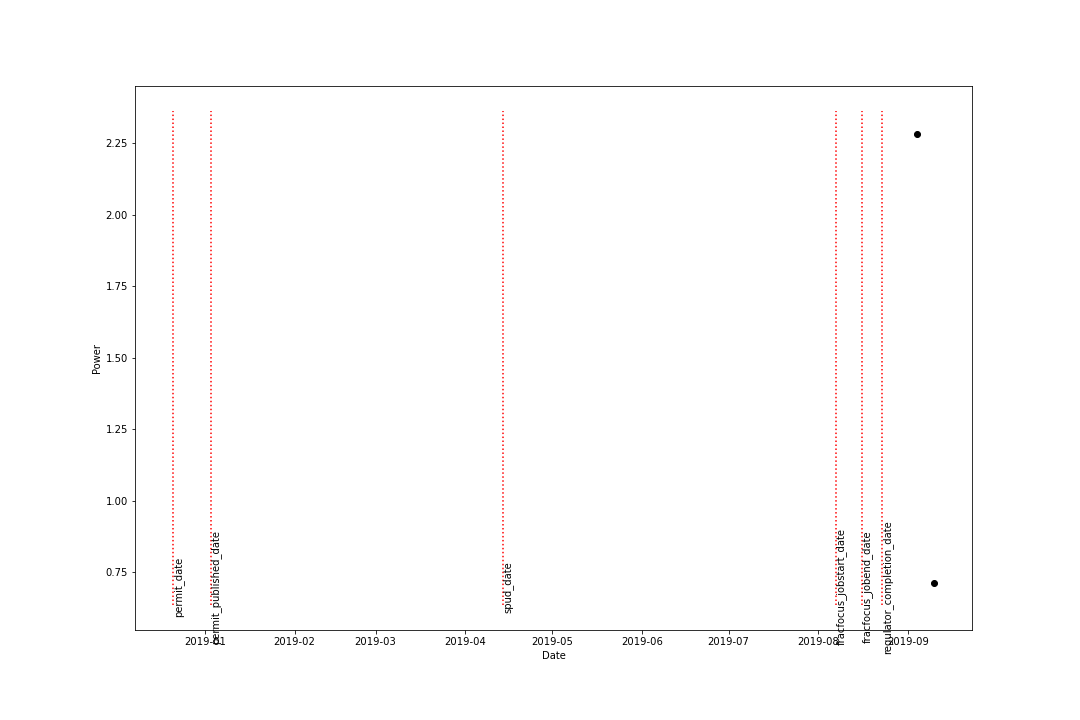 2.25
2.00
1.75
1.50
1.25
1.00
0.75
Power
permit_date
permit_published_date
spud_date
fracfocus_jobstart_date
fracfocus_jobend_date
regulator_completion_date
2019-01
2019-02
2019-03
2019-04
2019-05
2019-06
2019-07
2019-08
2019-09
Date